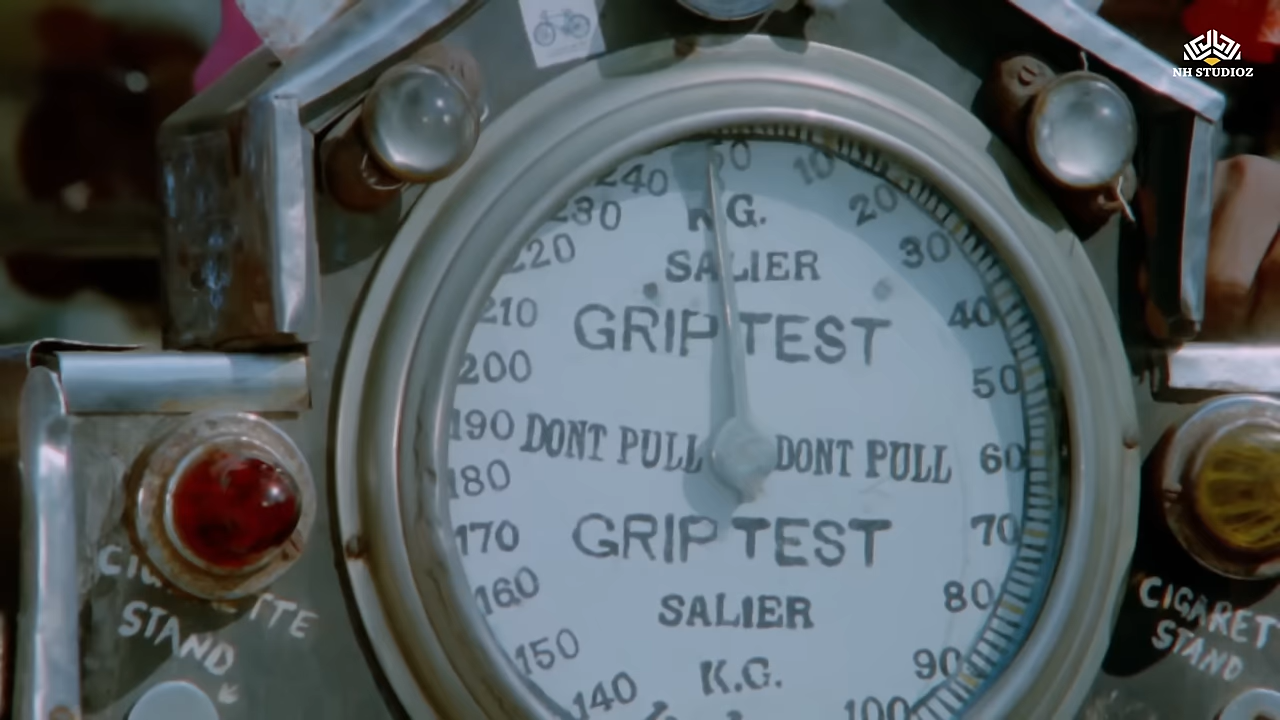 NH STUDIOZ
240
10
230
K.G.
20
220
SALIER
30
210
GRIP TEST
40
200
50
190 DONT PULL DONT PULL
60
180
170
GRIP TEST
70
160
SALIER
80
150
K.G.
90
140
100
STAND
CIGARET
STAND